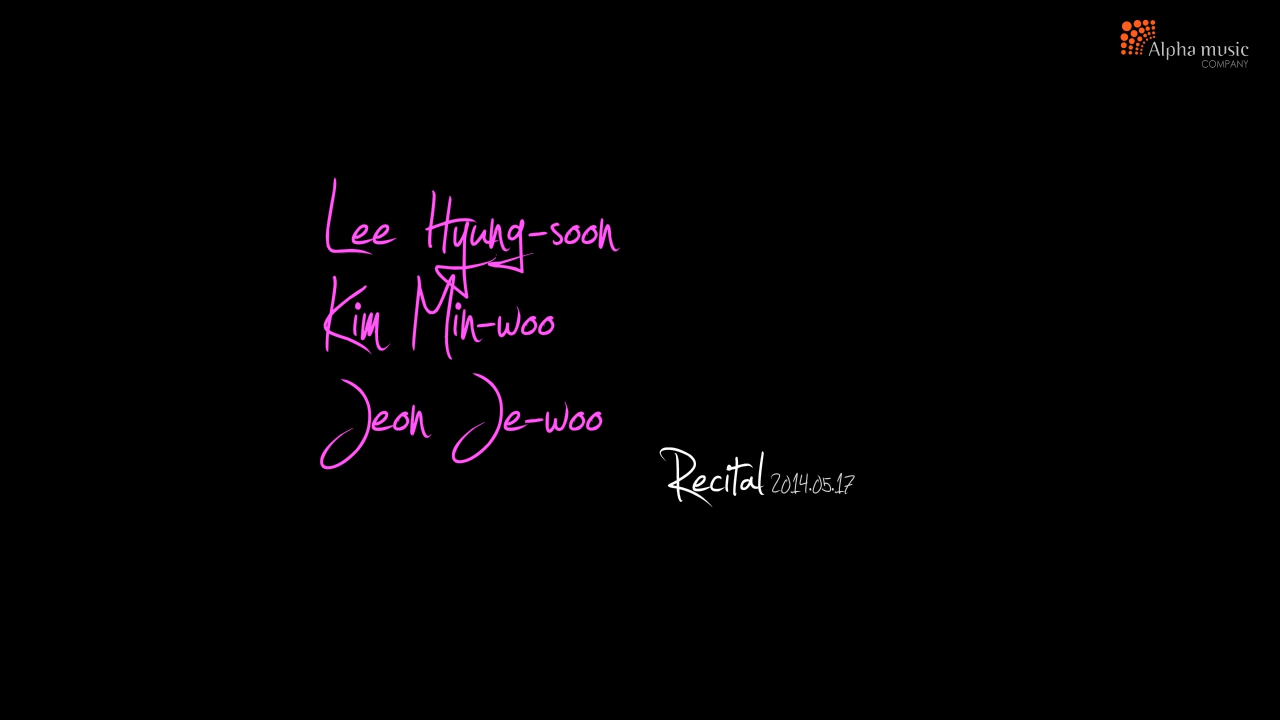 Alpha music
COMPANY
Lee Hyung-soon
Kim Min-woo
Jeon Je-woo
Recital 2014.05.17